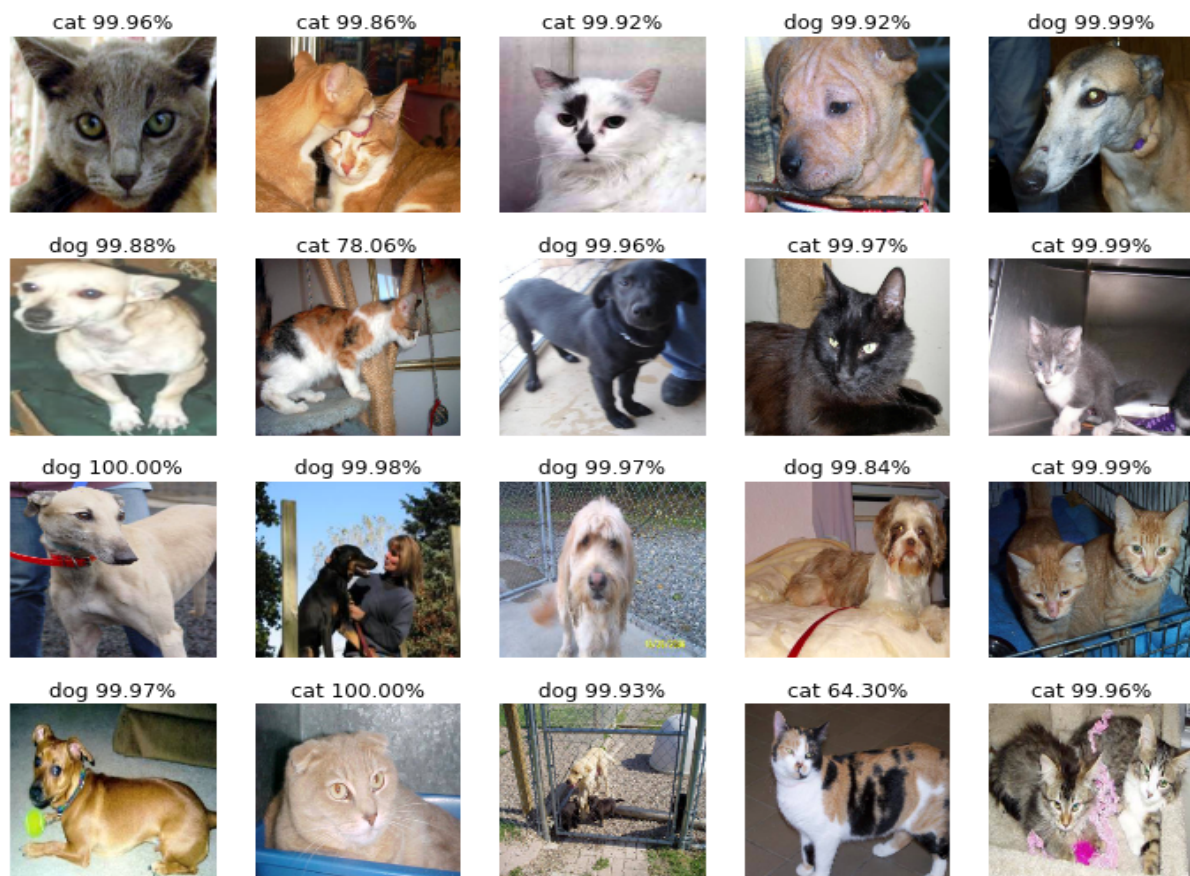 cat 99.96% cat 99.86% cat 99.92% dog 99.92% dog 99.99%
dog 99.88% cat 78.06% dog 99.96% cat 99.97% cat 99.99%
dog 100.00% dog 99.98% dog 99.97% dog 99.84% cat 99.99%
dog 99.97% cat 100.00% dog 99.93% cat 64.30% cat 99.96%